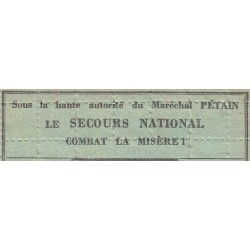 Sous la haute autorité du Maréchal PÉTAIN
LE SECOURS NATIONAL
COMBAT LA MISÈRE !